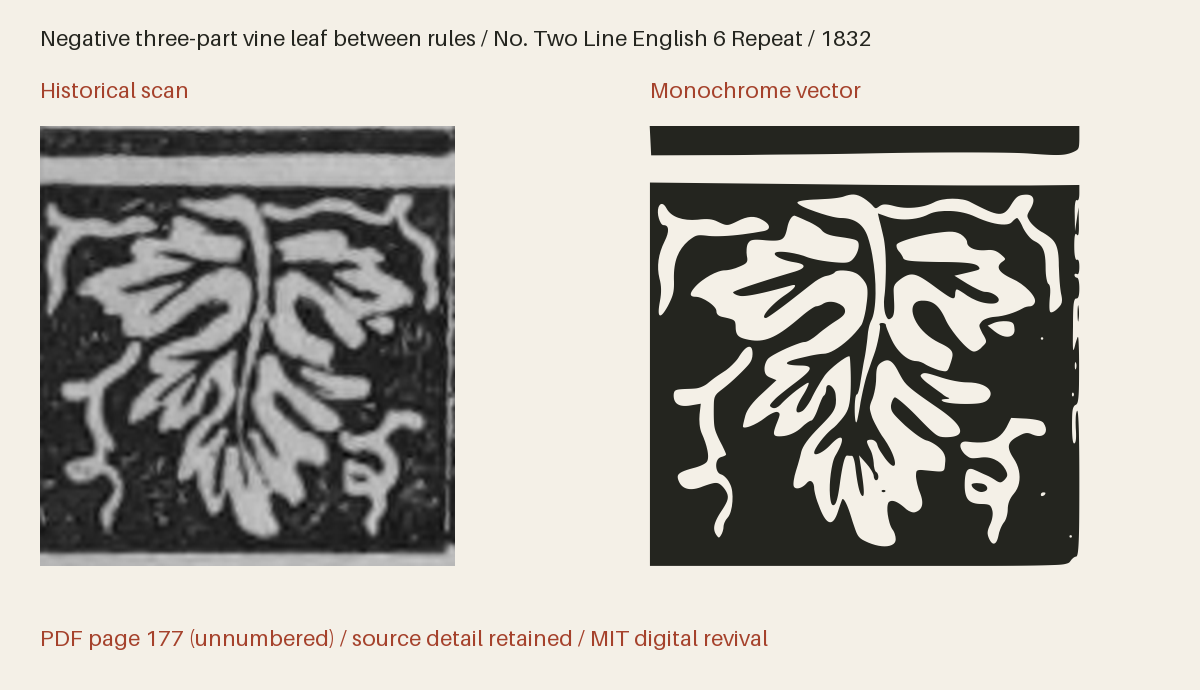 Negative three-part vine leaf between rules / No. Two Line English 6 Repeat / 1832
Historical scan
Monochrome vector
PDF page 177 (unnumbered) / source detail retained / MIT digital revival